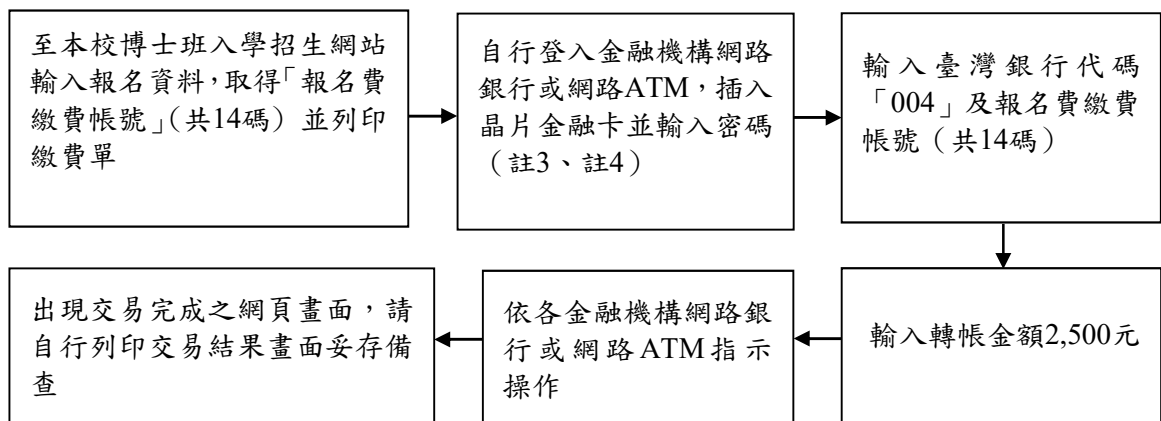 至本校博士班入學招生網站
輸入報名資料，取得「報名費
繳費帳號」（共14碼）並列印
繳費單
自行登入金融機構網路
銀行或網路ATM，插入
晶片金融卡並輸入密碼
（註3、註4）
輸入臺灣銀行代碼
「004」及報名費繳費
帳號（共14碼）
輸入轉帳金額2,500元
依各金融機構網路銀
行或網路ATM指示
操作
出現交易完成之網頁畫面，請
自行列印交易結果畫面妥存備
查